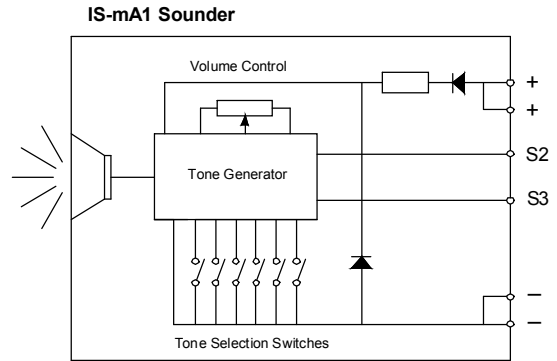 IS-mA1 Sounder
Volume Control
+
+
Tone Generator
S2
S3
−
−
Tone Selection Switches